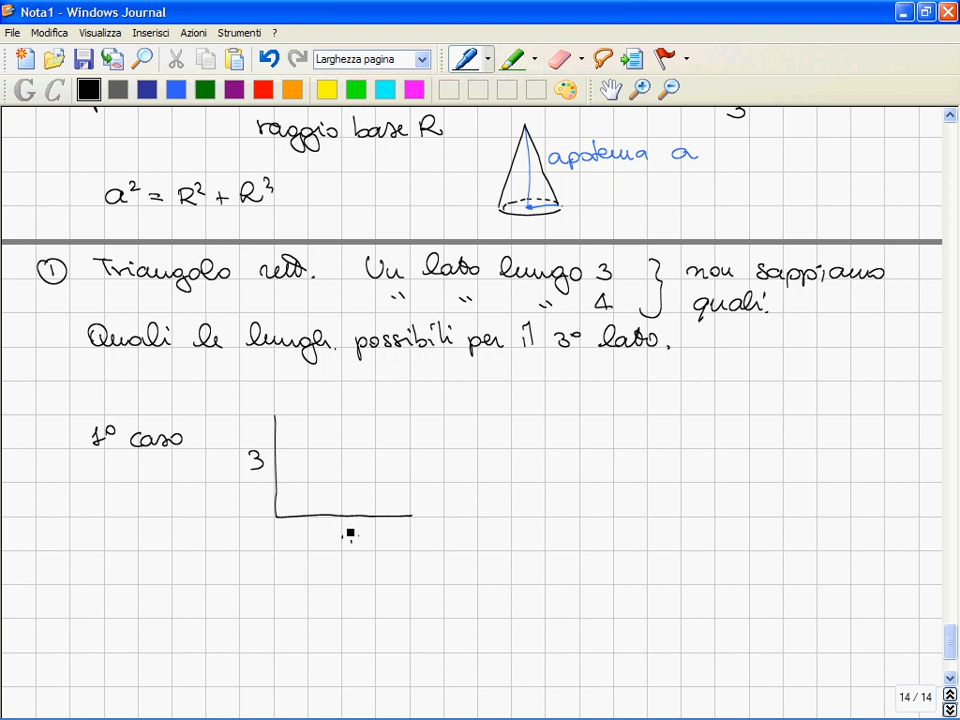 Nota1 - Windows Journal
File Modifica Visualizza Inserisci Azioni Strumenti ?
Larghezza pagina
G C
raggio base R
3
apotema a
a² = R² + R³
① Triangolo rett. Un lato lungo 3 } non sappiamo
" " " 4 } quali.
Quali le lungh. possibili per il 3° lato.
1° caso
3
14 / 14